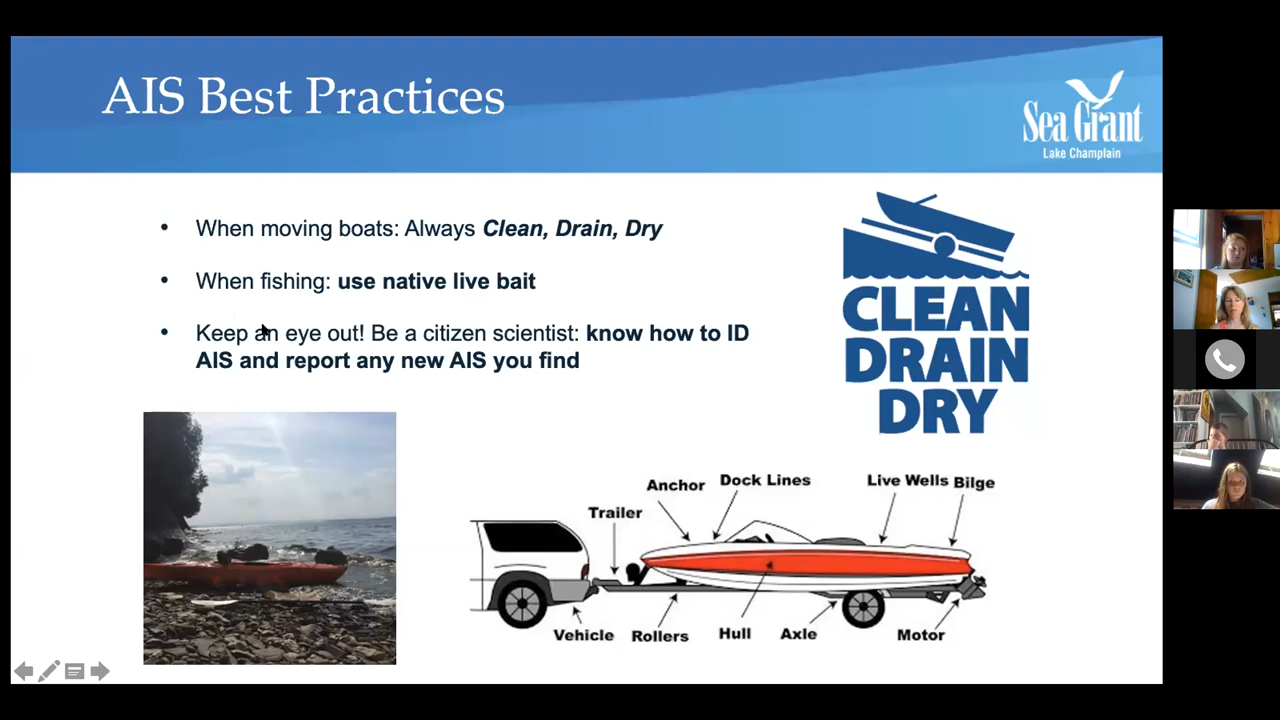 AIS Best Practices
Sea Grant
Lake Champlain
• When moving boats: Always Clean, Drain, Dry
• When fishing: use native live bait
• Keep an eye out! Be a citizen scientist: know how to ID
AIS and report any new AIS you find
CLEAN
DRAIN
DRY
Anchor Dock Lines Live Wells Bilge
Trailer
Vehicle Rollers Hull Axle Motor